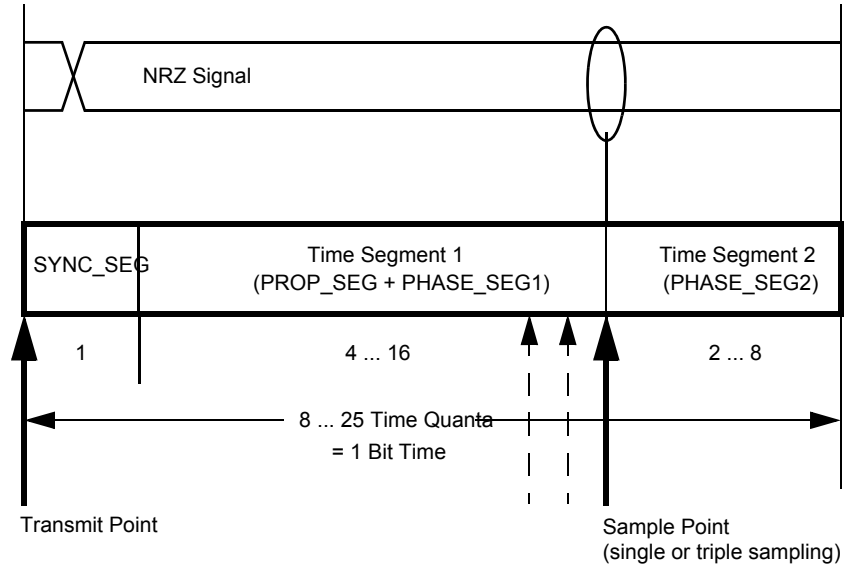 NRZ Signal
SYNC_SEG
Time Segment 1
(PROP_SEG + PHASE_SEG1)
Time Segment 2
(PHASE_SEG2)
1
4 ... 16
2 ... 8
8 ... 25 Time Quanta
= 1 Bit Time
Transmit Point
Sample Point
(single or triple sampling)